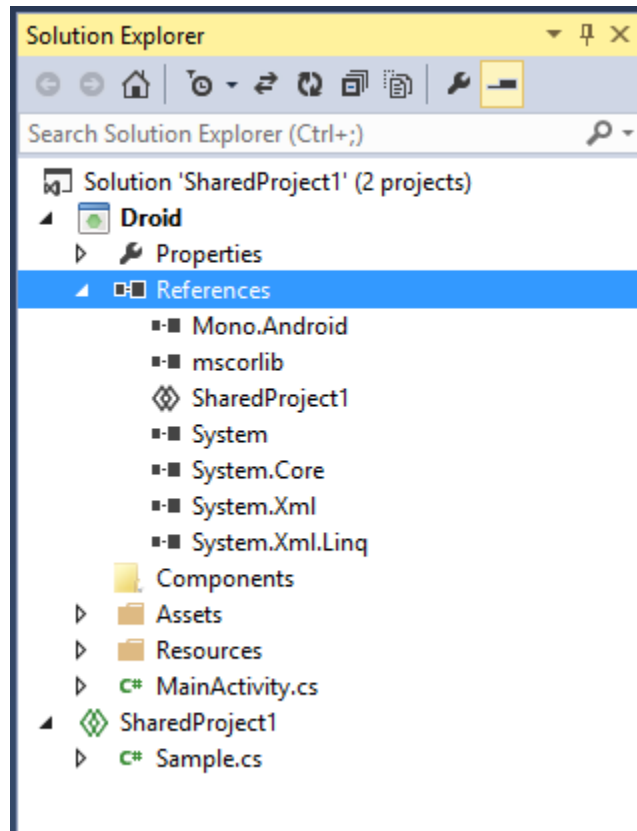 Solution Explorer
Search Solution Explorer (Ctrl+;)
Solution 'SharedProject1' (2 projects)
Droid
Properties
References
Mono.Android
mscorlib
SharedProject1
System
System.Core
System.Xml
System.Xml.Linq
Components
Assets
Resources
C# MainActivity.cs
SharedProject1
C# Sample.cs